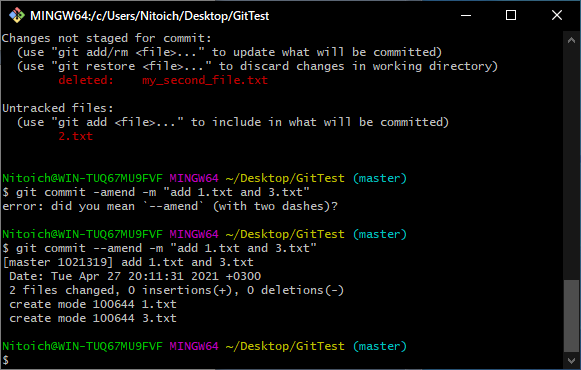 MINGW64:/c/Users/Nitoich/Desktop/GitTest
Changes not staged for commit:
  (use "git add/rm <file>..." to update what will be committed)
  (use "git restore <file>..." to discard changes in working directory)
        deleted:    my_second_file.txt

Untracked files:
  (use "git add <file>..." to include in what will be committed)
        2.txt


Nitoich@WIN-TUQ67MU9FVF MINGW64 ~/Desktop/GitTest (master)
$ git commit -amend -m "add 1.txt and 3.txt"
error: did you mean `--amend` (with two dashes)?

Nitoich@WIN-TUQ67MU9FVF MINGW64 ~/Desktop/GitTest (master)
$ git commit --amend -m "add 1.txt and 3.txt"
[master 1021319] add 1.txt and 3.txt
 Date: Tue Apr 27 20:11:31 2021 +0300
 2 files changed, 0 insertions(+), 0 deletions(-)
 create mode 100644 1.txt
 create mode 100644 3.txt

Nitoich@WIN-TUQ67MU9FVF MINGW64 ~/Desktop/GitTest (master)
$